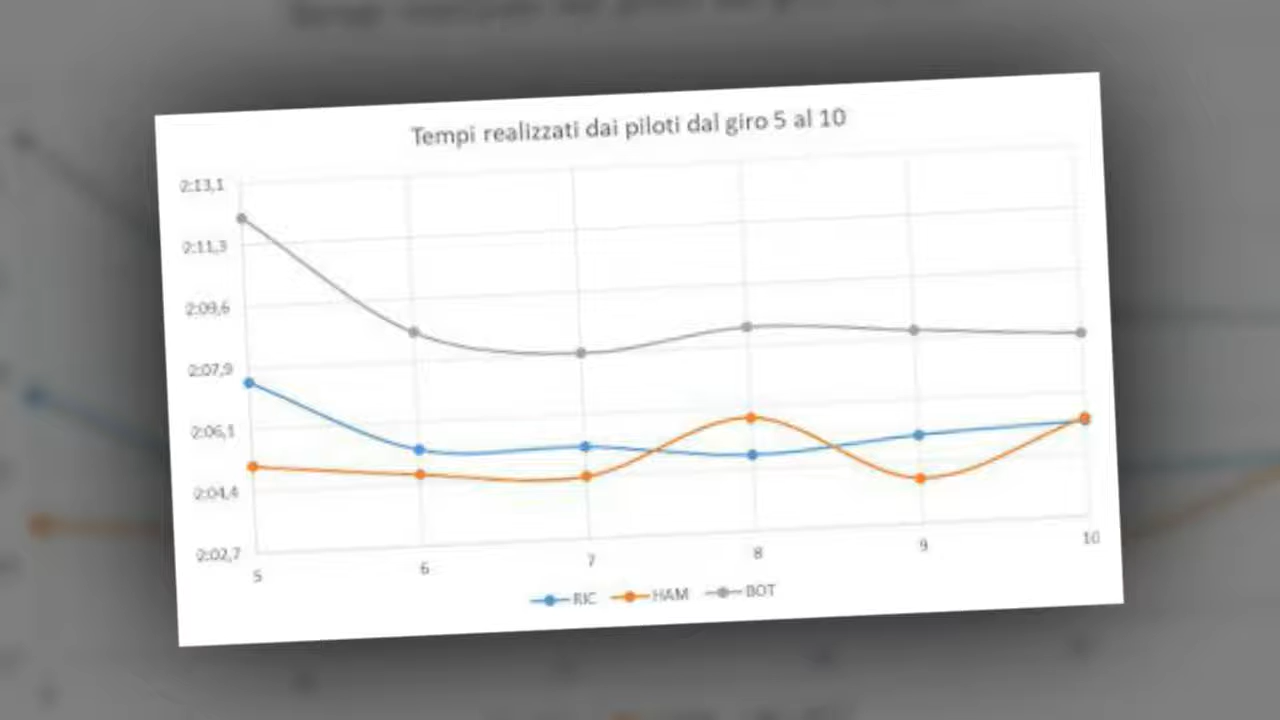 Tempi realizzati dai piloti dal giro 5 al 10
2:13,1
2:11,3
2:09,6
2:07,9
2:06,1
2:04,4
2:02,7
5 6 7 8 9 10
RIC HAM BOT